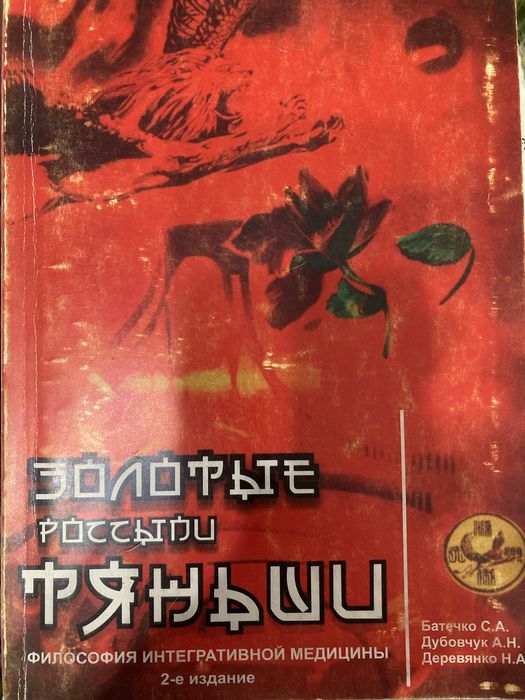 ЗОЛОТЫЕ
РОССЫПИ
ТЯНЬШИ
ФИЛОСОФИЯ ИНТЕГРАТИВНОЙ МЕДИЦИНЫ
2-е издание
Батечко С.А.
Дубовчук А.Н.
Деревянко Н.А